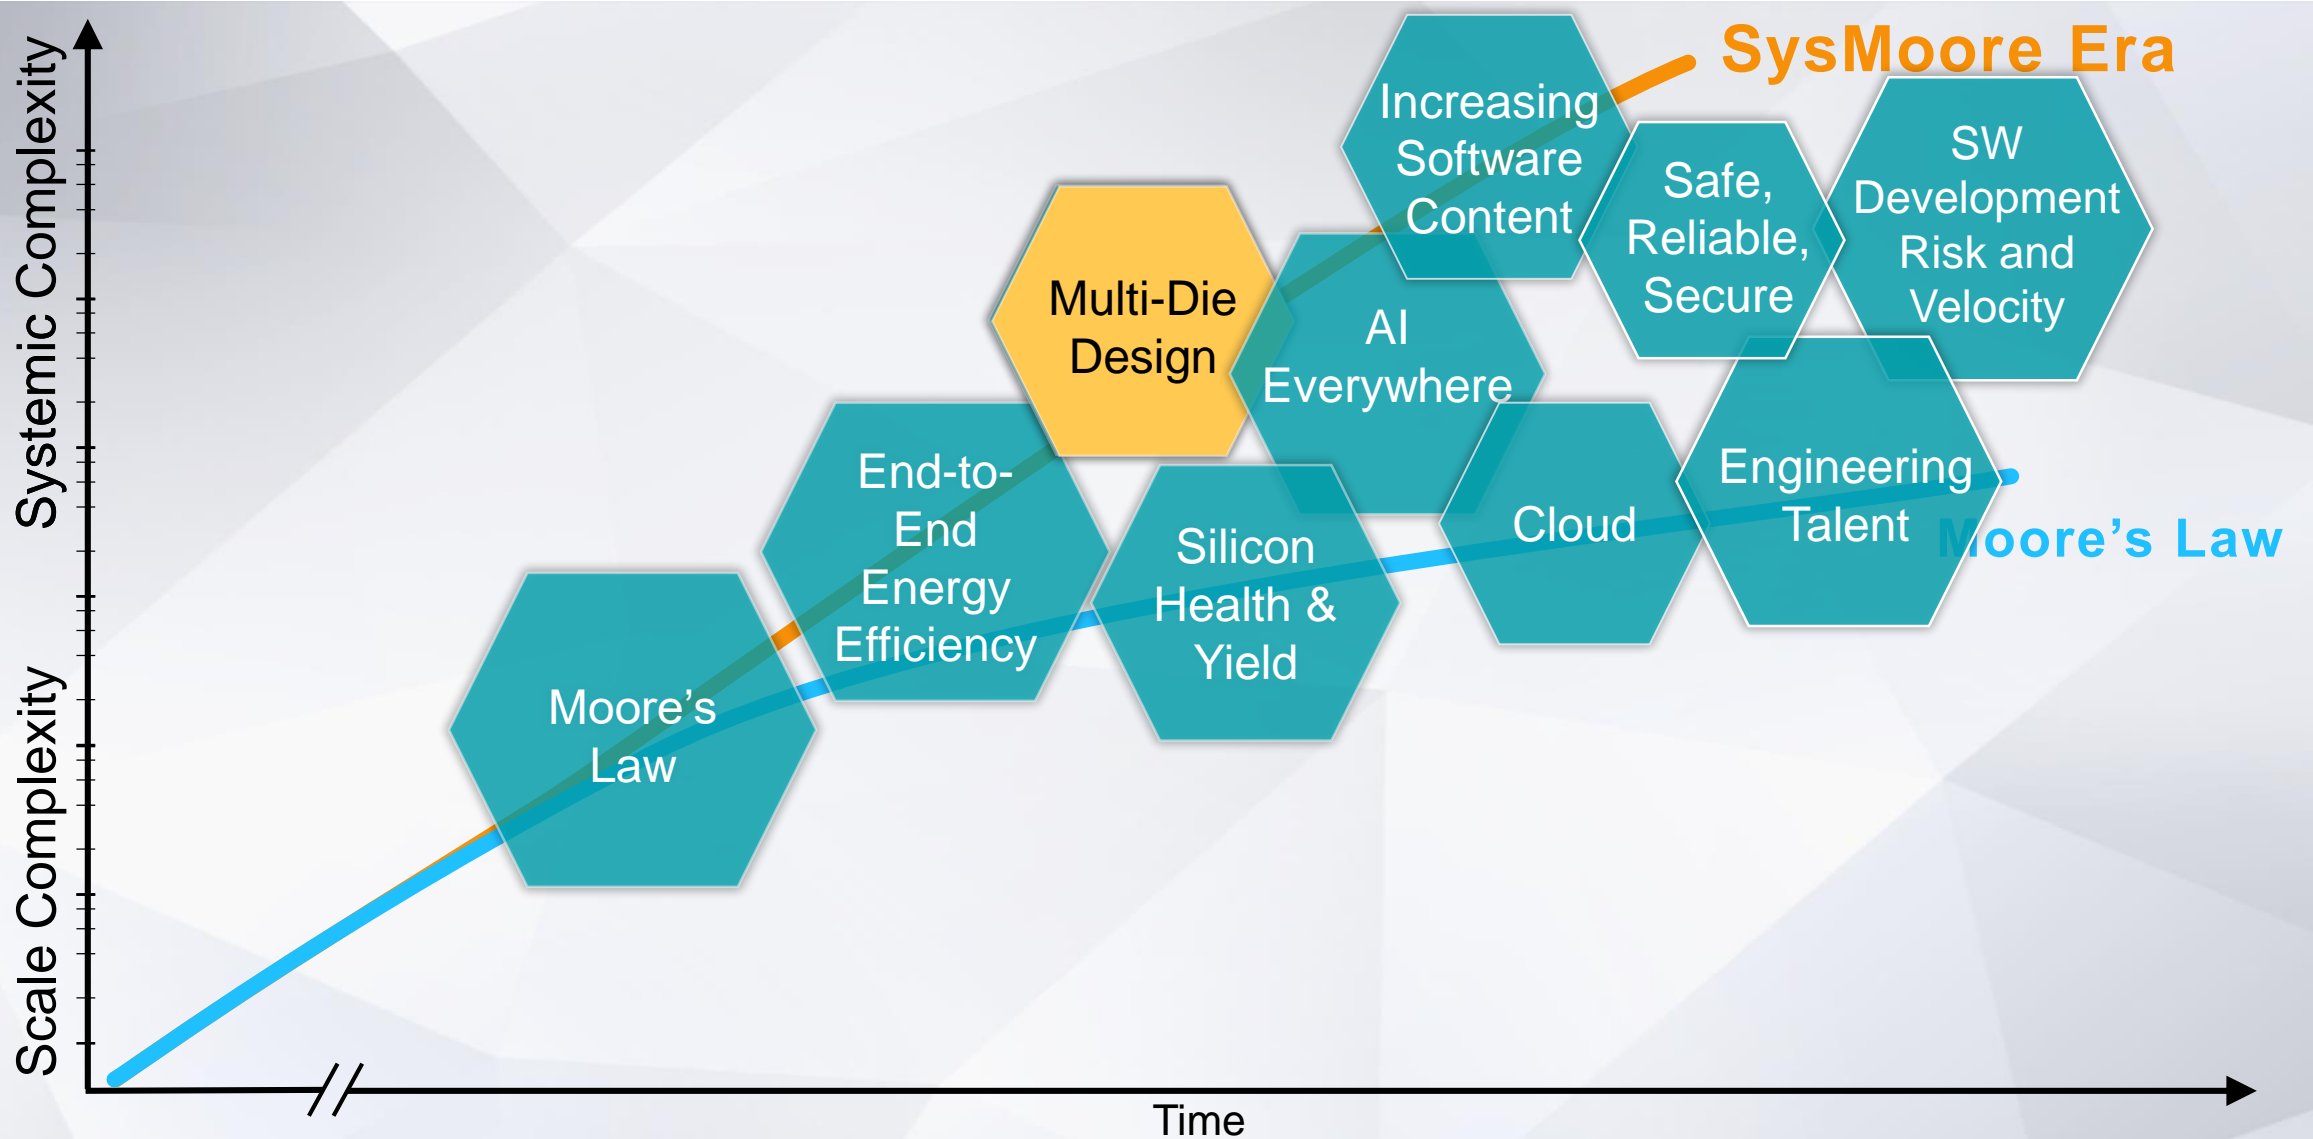 Systemic Complexity
Scale Complexity
SysMoore Era
Increasing
Software
Content
Safe,
Reliable,
Secure
SW
Development
Risk and
Velocity
Multi-Die
Design
AI
Everywhere
End-to-
End
Energy
Efficiency
Silicon
Health &
Yield
Cloud
Engineering
Talent
Moore’s Law
Moore’s
Law
Time